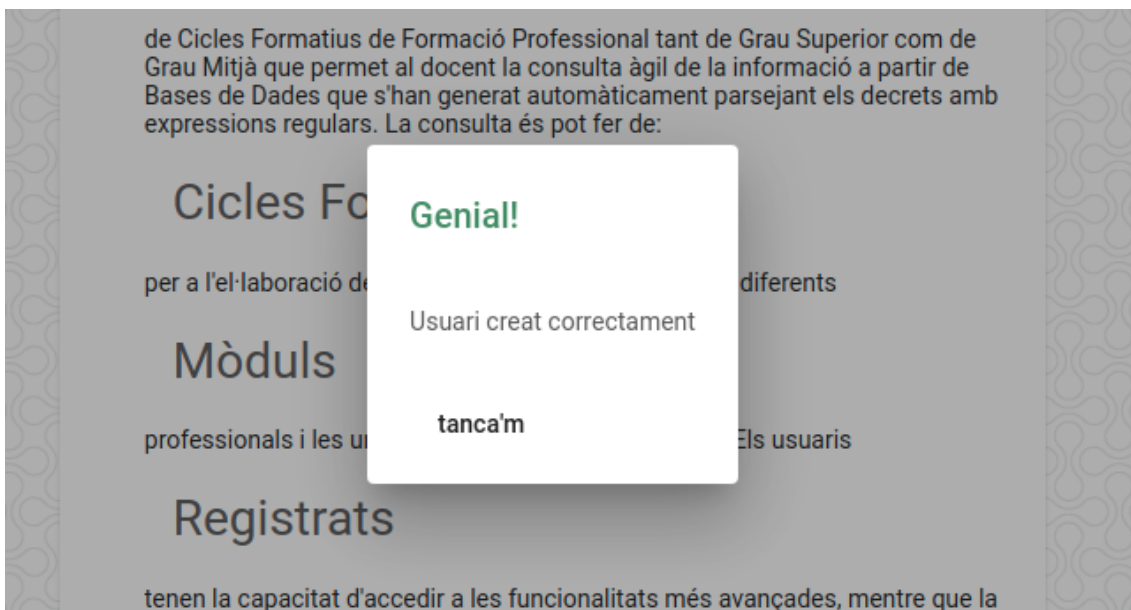 de Cicles Formatius de Formació Professional tant de Grau Superior com de
Grau Mitjà que permet al docent la consulta àgil de la informació a partir de
Bases de Dades que s'han generat automàticament parsejant els decrets amb
expressions regulars. La consulta és pot fer de:
Cicles Fo
Genial!
per a l'el·laboració de diferents
Usuari creat correctament
Mòduls
tanca'm
professionals i les Els usuaris
Registrats
tenen la capacitat d'accedir a les funcionalitats més avançades, mentre que la